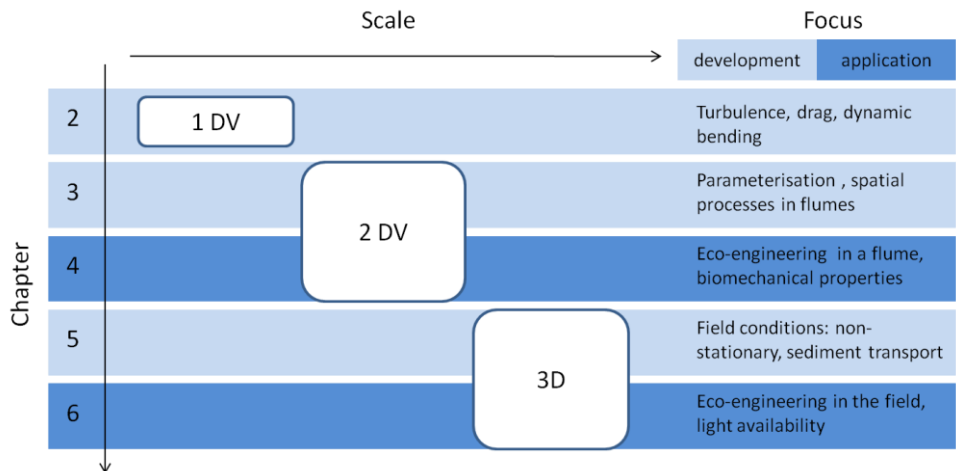 Scale
Focus
development
application
2
1 DV
Turbulence, drag, dynamic
bending
3
Parameterisation , spatial
processes in flumes
2 DV
4
Eco-engineering in a flume,
biomechanical properties
Chapter
5
Field conditions: non-
stationary, sediment transport
3D
6
Eco-engineering in the field,
light availability